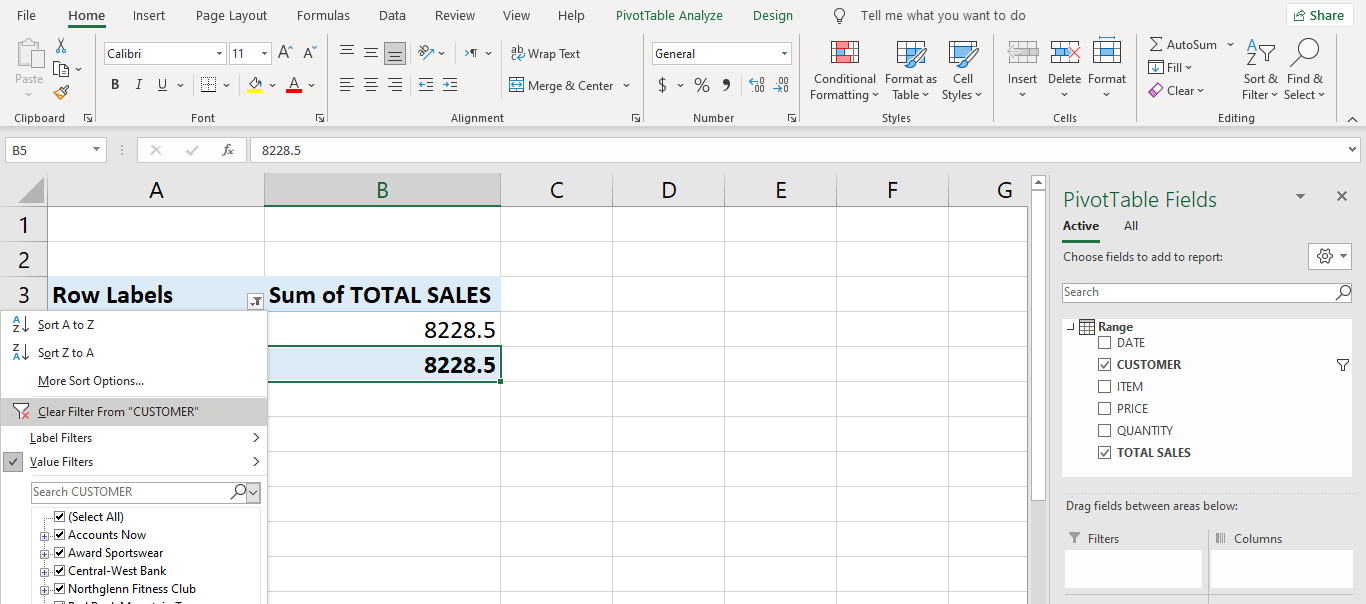 File Home Insert Page Layout Formulas Data Review View Help PivotTable Analyze Design Tell me what you want to do Share
Paste
Clipboard
Calibri 11
B I U
A A
Font
ab Wrap Text
Merge & Center
Alignment
General
$ % 9
Number
Conditional Formatting
Format as Table
Cell Styles
Styles
Insert Delete Format
Cells
AutoSum
Fill
Clear
Sort & Filter
Find & Select
Editing
B5 fx 8228.5
A B C D E F G
1
2
3 Row Labels Sum of TOTAL SALES
8228.5
8228.5
Sort A to Z
Sort Z to A
More Sort Options...
Clear Filter From "CUSTOMER"
Label Filters
Value Filters
Search CUSTOMER
(Select All)
Accounts Now
Award Sportswear
Central-West Bank
Northglenn Fitness Club
PivotTable Fields
Active All
Choose fields to add to report:
Search
Range
DATE
CUSTOMER
ITEM
PRICE
QUANTITY
TOTAL SALES
Drag fields between areas below:
Filters Columns